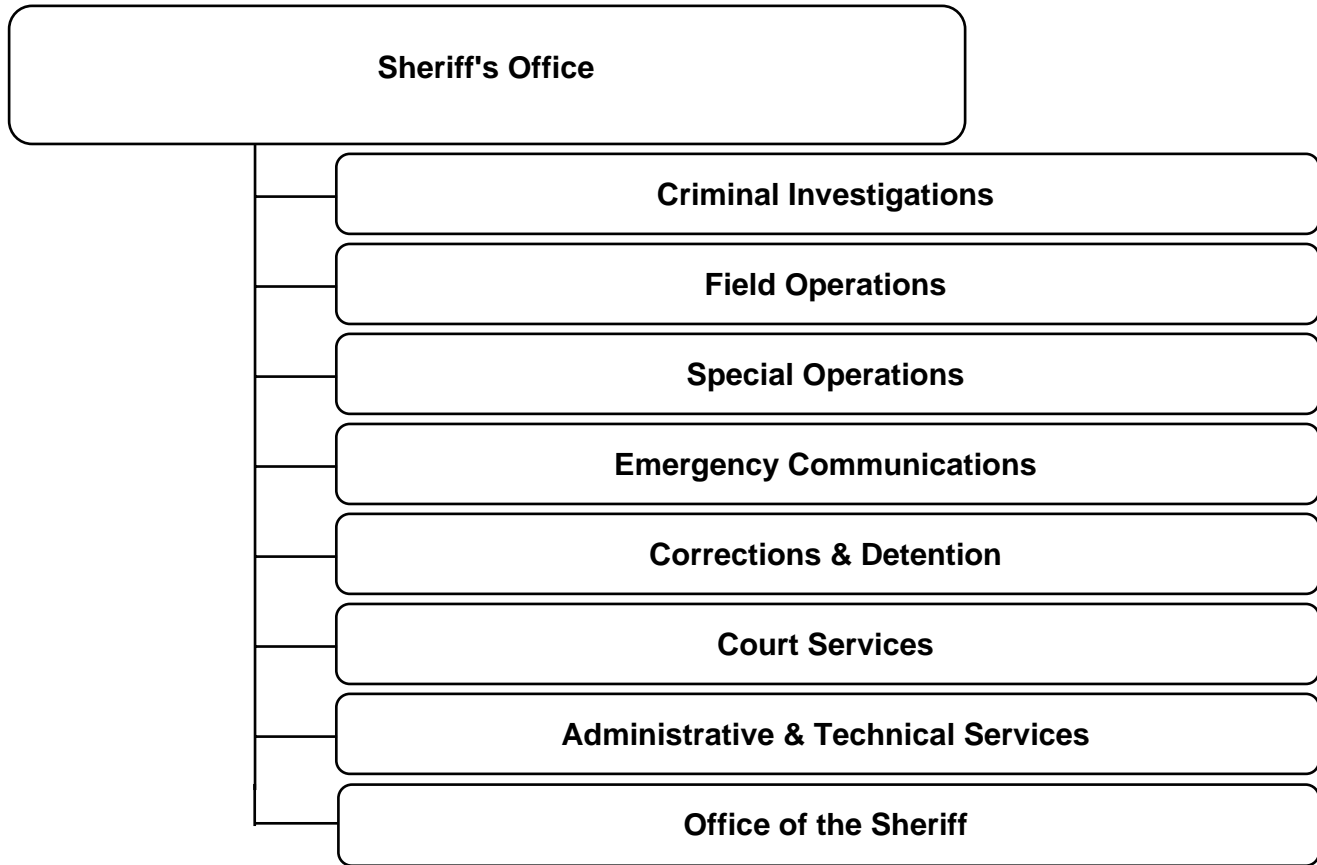 Sheriff's Office
Criminal Investigations
Field Operations
Special Operations
Emergency Communications
Corrections & Detention
Court Services
Administrative & Technical Services
Office of the Sheriff